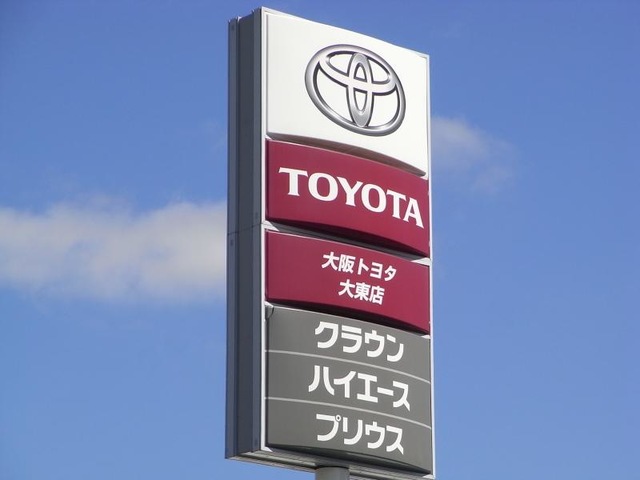 TOYOTA
大阪トヨタ
大東店
クラウン
ハイエース
プリウス